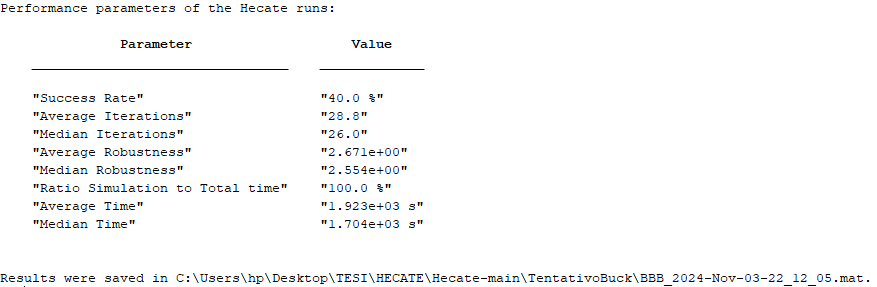 Performance parameters of the Hecate runs:
Parameter Value
"Success Rate" "40.0 %"
"Average Iterations" "28.8"
"Median Iterations" "26.0"
"Average Robustness" "2.671e+00"
"Median Robustness" "2.554e+00"
"Ratio Simulation to Total time" "100.0 %"
"Average Time" "1.923e+03 s"
"Median Time" "1.704e+03 s"
Results were saved in C:\Users\hp\Desktop\TESI\HECATE\Hecate-main\TentativoBuck\BBB_2024-Nov-03-22_12_05.mat.